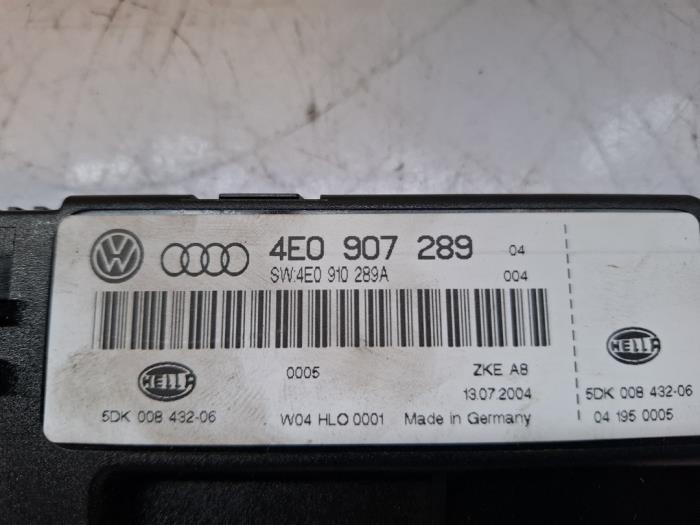 VW
4E0 907 289 04
SW:4E0 910 289A 004
0005 ZKE A8
HELLA 13.07.2004 HELLA
5DK 008 432-06 W04 HLO 0001 Made in Germany 5DK 008 432-06
04 195 0005